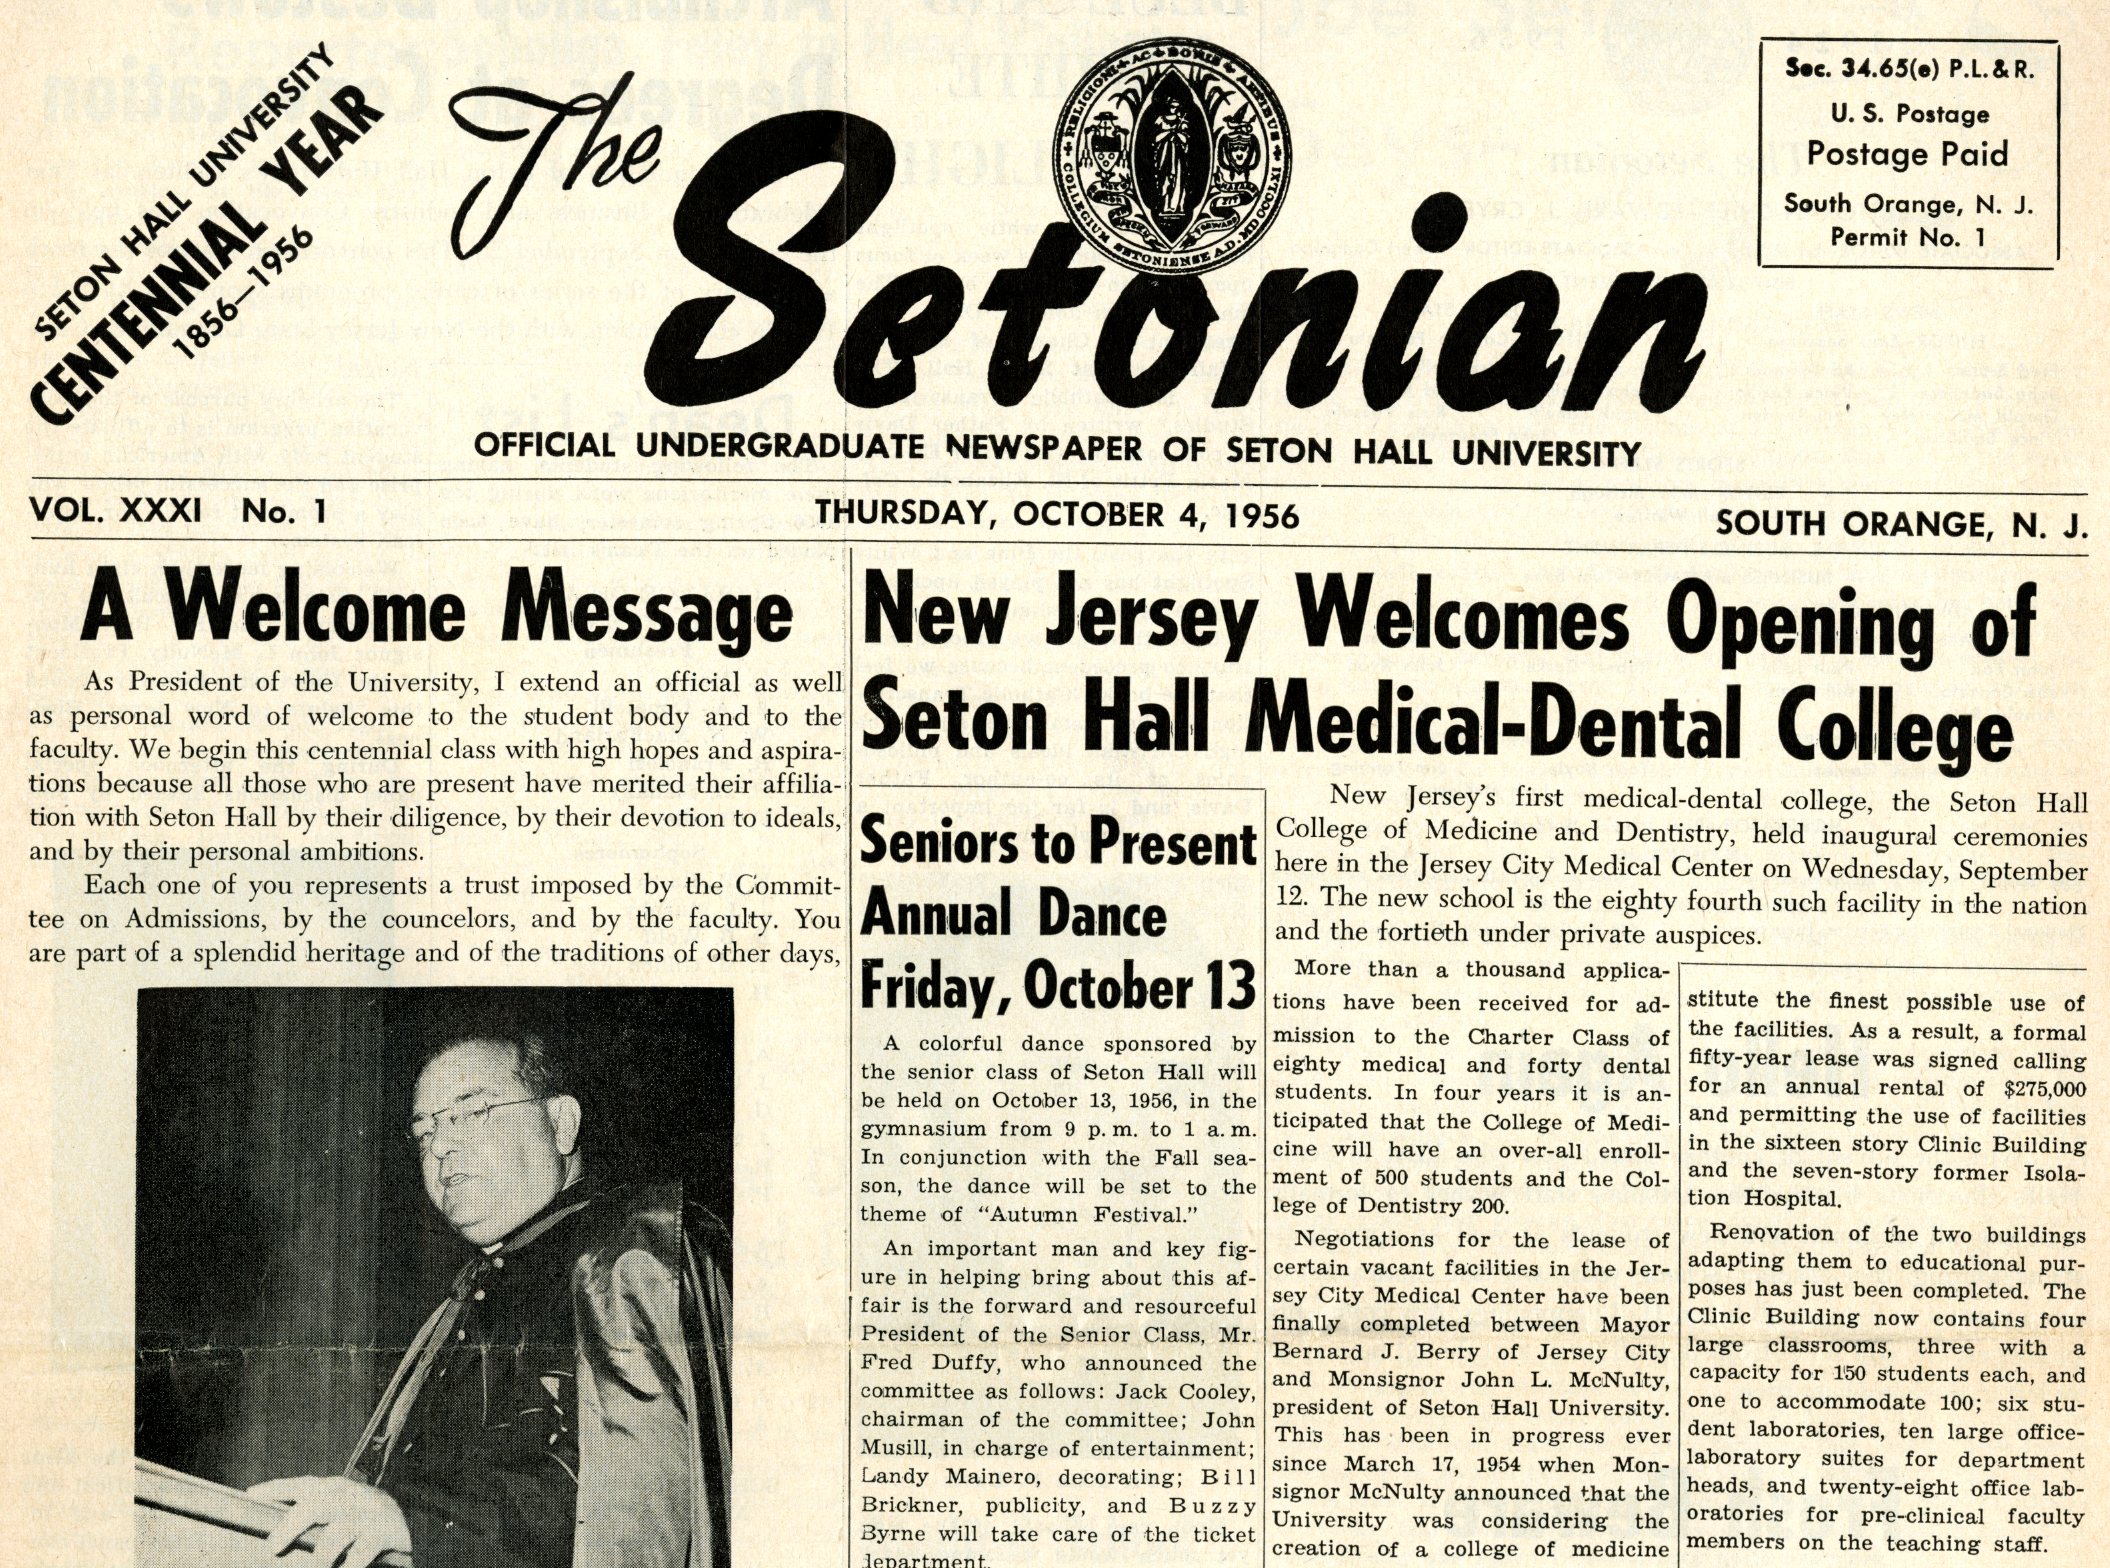 SETON HALL UNIVERSITY
CENTENNIAL YEAR
1856—1956
The
Setonian
RELIGIONI AC BONIS ARTIBUS
COLLEGIUM SETONIENSE A.D. MDCCCLXI
Sec. 34.65(e) P.L.&R.
U. S. Postage
Postage Paid
South Orange, N. J.
Permit No. 1
OFFICIAL UNDERGRADUATE NEWSPAPER OF SETON HALL UNIVERSITY
VOL. XXXI No. 1
THURSDAY, OCTOBER 4, 1956
SOUTH ORANGE, N. J.
A Welcome Message
As President of the University, I extend an official as well
as personal word of welcome to the student body and to the
faculty. We begin this centennial class with high hopes and aspira-
tions because all those who are present have merited their affilia-
tion with Seton Hall by their diligence, by their devotion to ideals,
and by their personal ambitions.
Each one of you represents a trust imposed by the Commit-
tee on Admissions, by the councelors, and by the faculty. You
are part of a splendid heritage and of the traditions of other days,
New Jersey Welcomes Opening of
Seton Hall Medical-Dental College
Seniors to Present
Annual Dance
Friday, October 13
A colorful dance sponsored by
the senior class of Seton Hall will
be held on October 13, 1956, in the
gymnasium from 9 p. m. to 1 a. m.
In conjunction with the Fall sea-
son, the dance will be set to the
theme of "Autumn Festival."
An important man and key fig-
ure in helping bring about this af-
fair is the forward and resourceful
President of the Senior Class, Mr.
Fred Duffy, who announced the
committee as follows: Jack Cooley,
chairman of the committee; John
Musill, in charge of entertainment;
Landy Mainero, decorating; Bill
Brickner, publicity, and Buzzy
Byrne will take care of the ticket
department.
New Jersey's first medical-dental college, the Seton Hall
College of Medicine and Dentistry, held inaugural ceremonies
here in the Jersey City Medical Center on Wednesday, September
12. The new school is the eighty fourth such facility in the nation
and the fortieth under private auspices.
More than a thousand applica-
tions have been received for ad-
mission to the Charter Class of
eighty medical and forty dental
students. In four years it is an-
ticipated that the College of Medi-
cine will have an over-all enroll-
ment of 500 students and the Col-
lege of Dentistry 200.
Negotiations for the lease of
certain vacant facilities in the Jer-
sey City Medical Center have been
finally completed between Mayor
Bernard J. Berry of Jersey City
and Monsignor John L. McNulty,
president of Seton Hall University.
This has been in progress ever
since March 17, 1954 when Mon-
signor McNulty announced that the
University was considering the
creation of a college of medicine
stitute the finest possible use of
the facilities. As a result, a formal
fifty-year lease was signed calling
for an annual rental of $275,000
and permitting the use of facilities
in the sixteen story Clinic Building
and the seven-story former Isola-
tion Hospital.
Renovation of the two buildings
adapting them to educational pur-
poses has just been completed. The
Clinic Building now contains four
large classrooms, three with a
capacity for 150 students each, and
one to accommodate 100; six stu-
dent laboratories, ten large office-
laboratory suites for department
heads, and twenty-eight office lab-
oratories for pre-clinical faculty
members on the teaching staff.